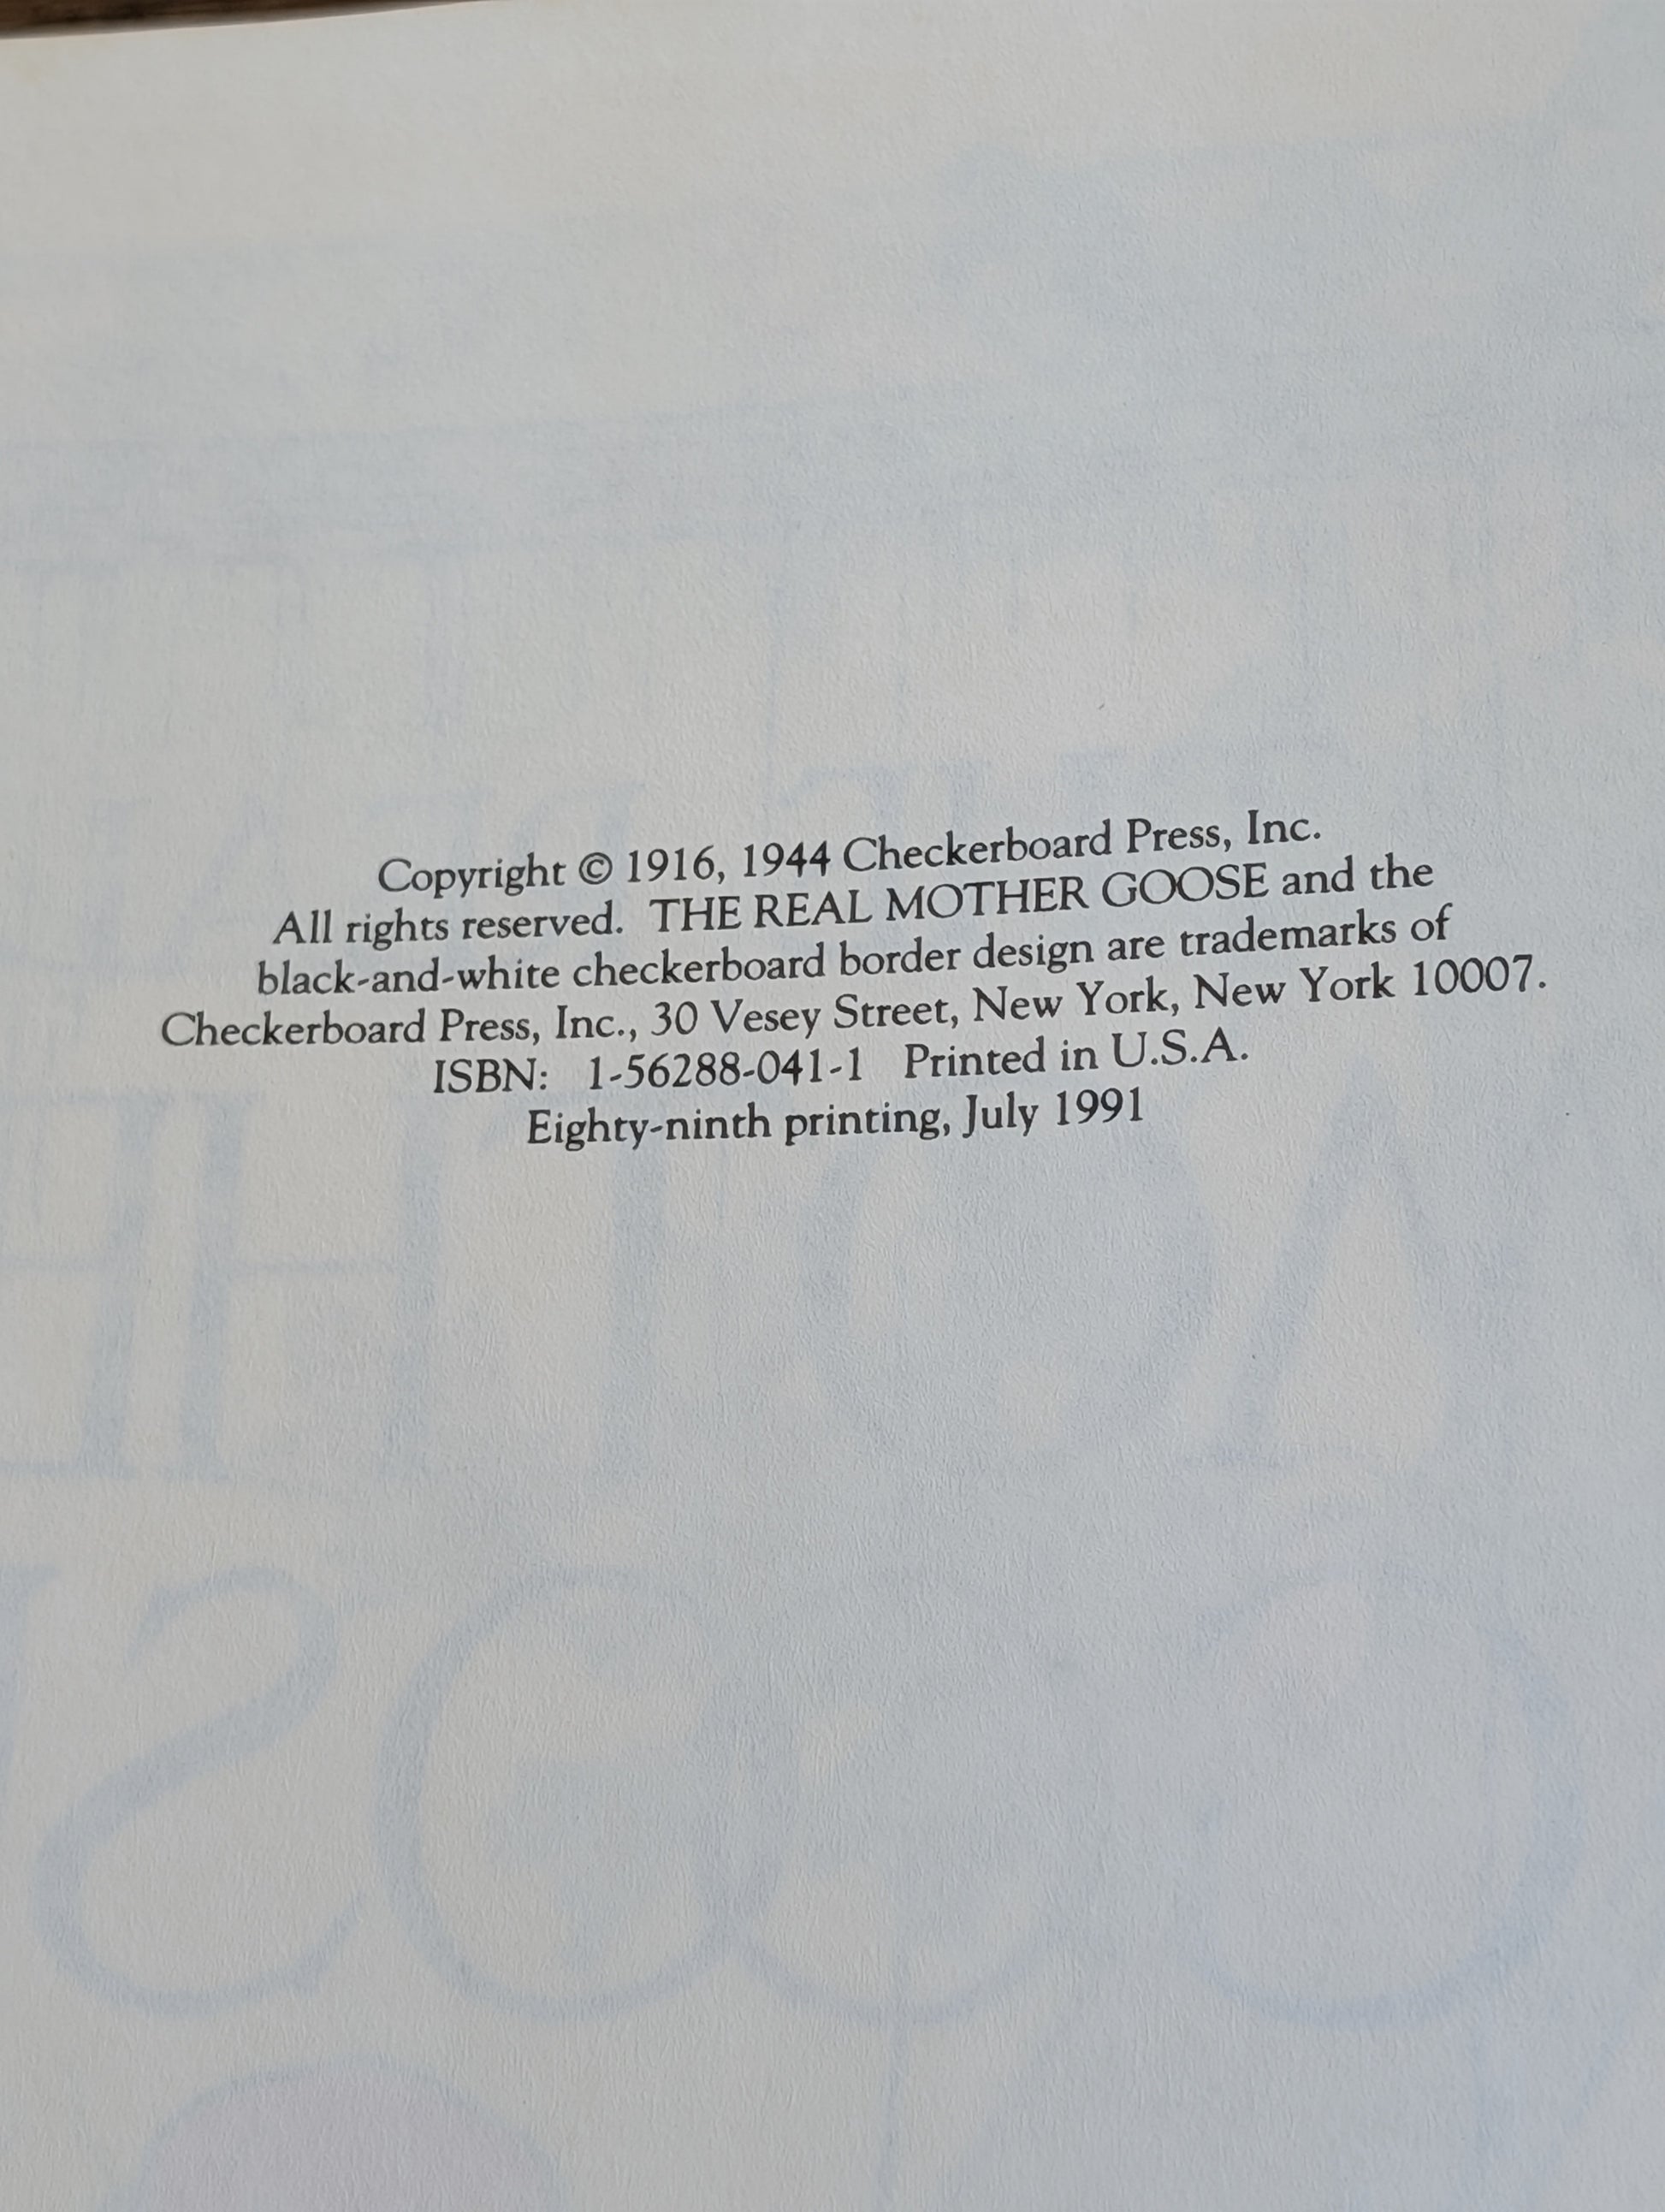 Copyright © 1916, 1944 Checkerboard Press, Inc.
All rights reserved. THE REAL MOTHER GOOSE and the
black-and-white checkerboard border design are trademarks of
Checkerboard Press, Inc., 30 Vesey Street, New York, New York 10007.
ISBN: 1-56288-041-1 Printed in U.S.A.
Eighty-ninth printing, July 1991